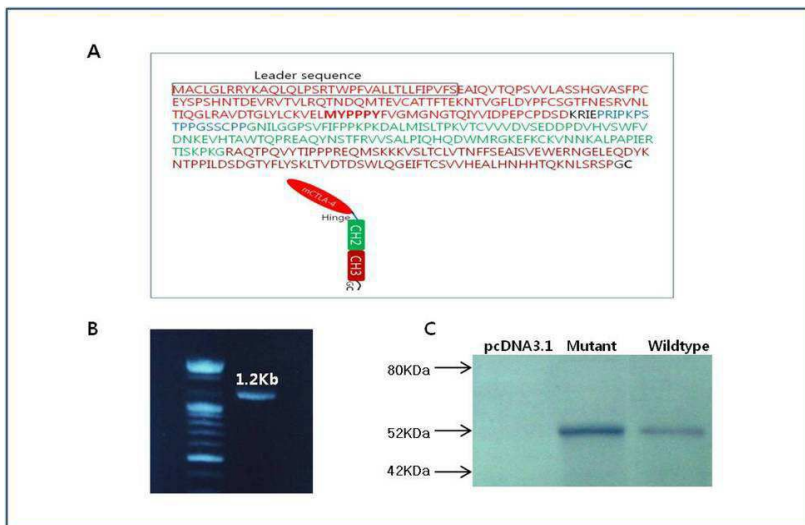 A
Leader sequence
MACLGLRRYKAQLQLPSRTWPFVALLTLLFIPVFSEAIQVTQPSVVLASSHGVASFPC
EYSPSHNTDEVRVTVLRQTNDQMTEVCATTFTEKNTVGFLDYPFCSGTFNESRVNL
TIQGLRAVDTGLYLCKVELMYPPPYFVGMGNGTQIYVIDPEPCPDSDKRIEPRIPKPS
TPPGSSCPPGNILGGPSVFIFPPKPKDALMISLTPKVTCVVVDVSEDDPDVHVSWFV
DNKEVHTAWTQPREAQYNSTFRVVSALPIQHQDWMRGKEFKCKVNNKALPAPIER
TISKPKGRAQTPQVYTIPPPREQMSKKKVSLTCLVTNFFSEAISVEWERNGELEQDYK
NTPPILDSDGTYFLYSKLTVDTDSWLQGEIFTCSVVHEALHNHHTQKNLSRSPGC
mCTLA-4
Hinge
CH2
CH3
GC
B
1.2Kb
C
pcDNA3.1 Mutant Wildtype
80KDa
52KDa
42KDa